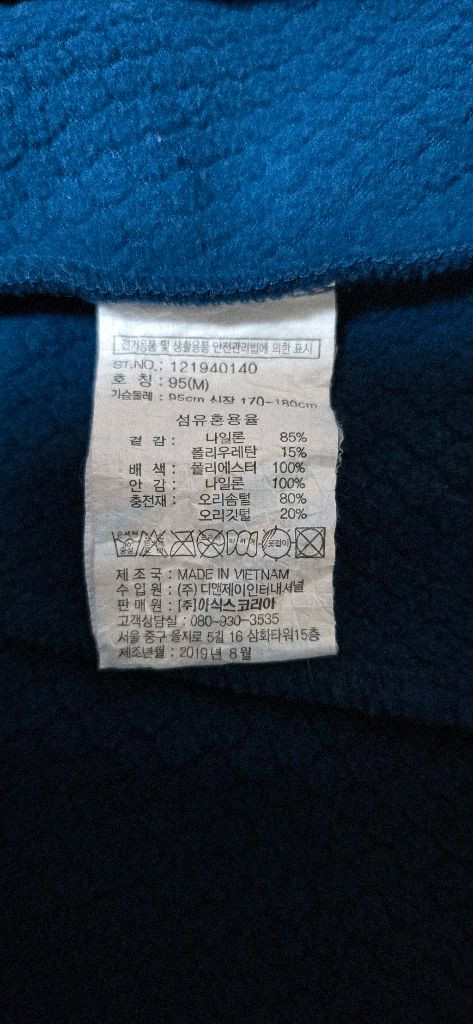 전기용품 및 생활용품 안전관리법에 의한 표시
ST.NO. : 121940140
호 칭 : 95(M)
가슴둘레 : 95cm 신장 170-180cm
섬유혼용율
겉 감 : 나일론 85%
폴리우레탄 15%
배 색 : 폴리에스터 100%
안 감 : 나일론 100%
충전재 : 오리솜털 80%
오리깃털 20%
제 조 국 : MADE IN VIETNAM
수 입 원 : (주) 디앤제이인터내셔널
판 매 원 : [주]아식스코리아
고객상담실 : 080-930-3535
서울 중구 을지로 5길 16 삼화타워15층
제조년월 : 2019년 8월